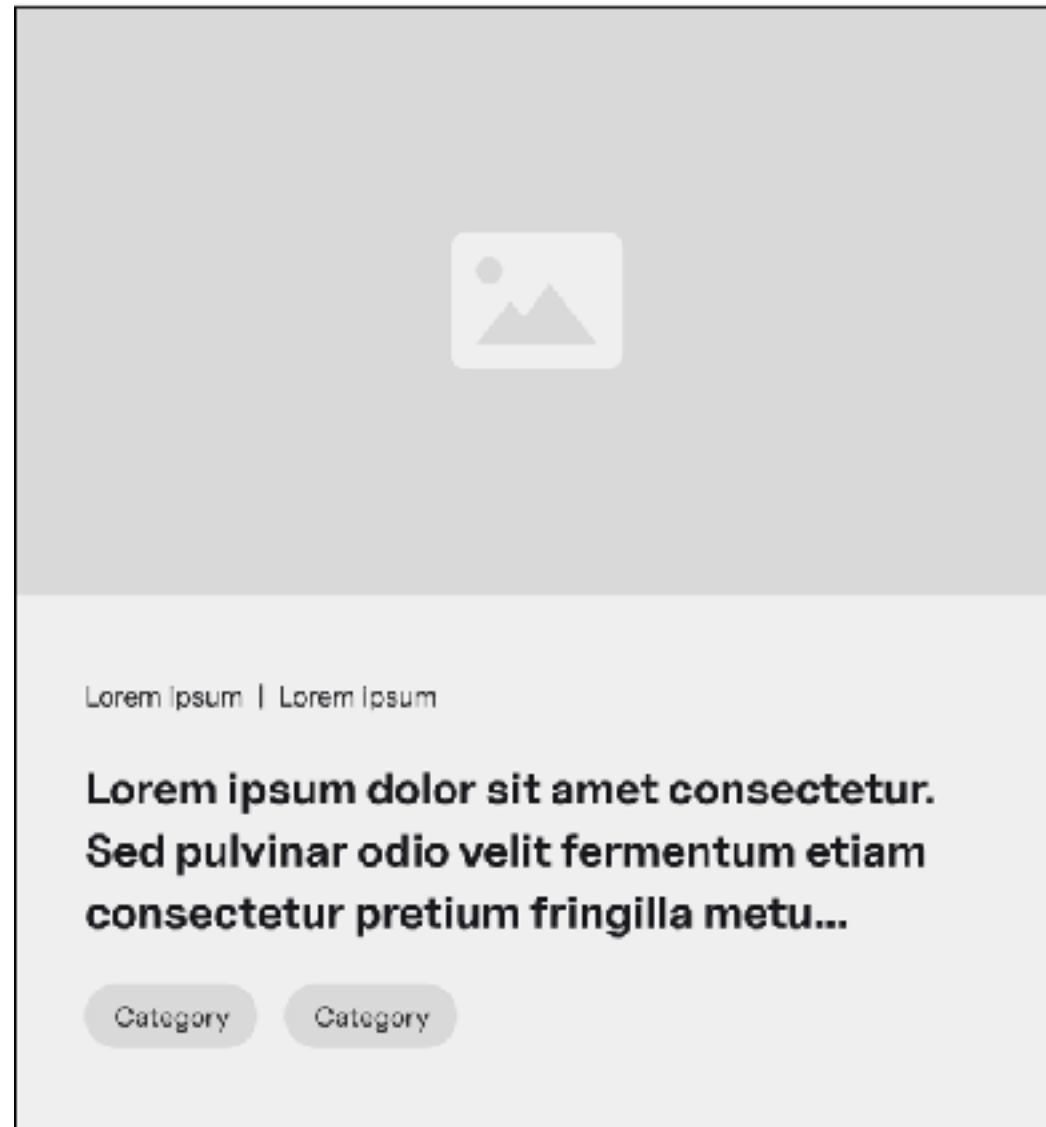 Lorem ipsum | Lorem ipsum
Lorem ipsum dolor sit amet consectetur.
Sed pulvinar odio velit fermentum etiam
consectetur pretium fringilla metu...
Category Category